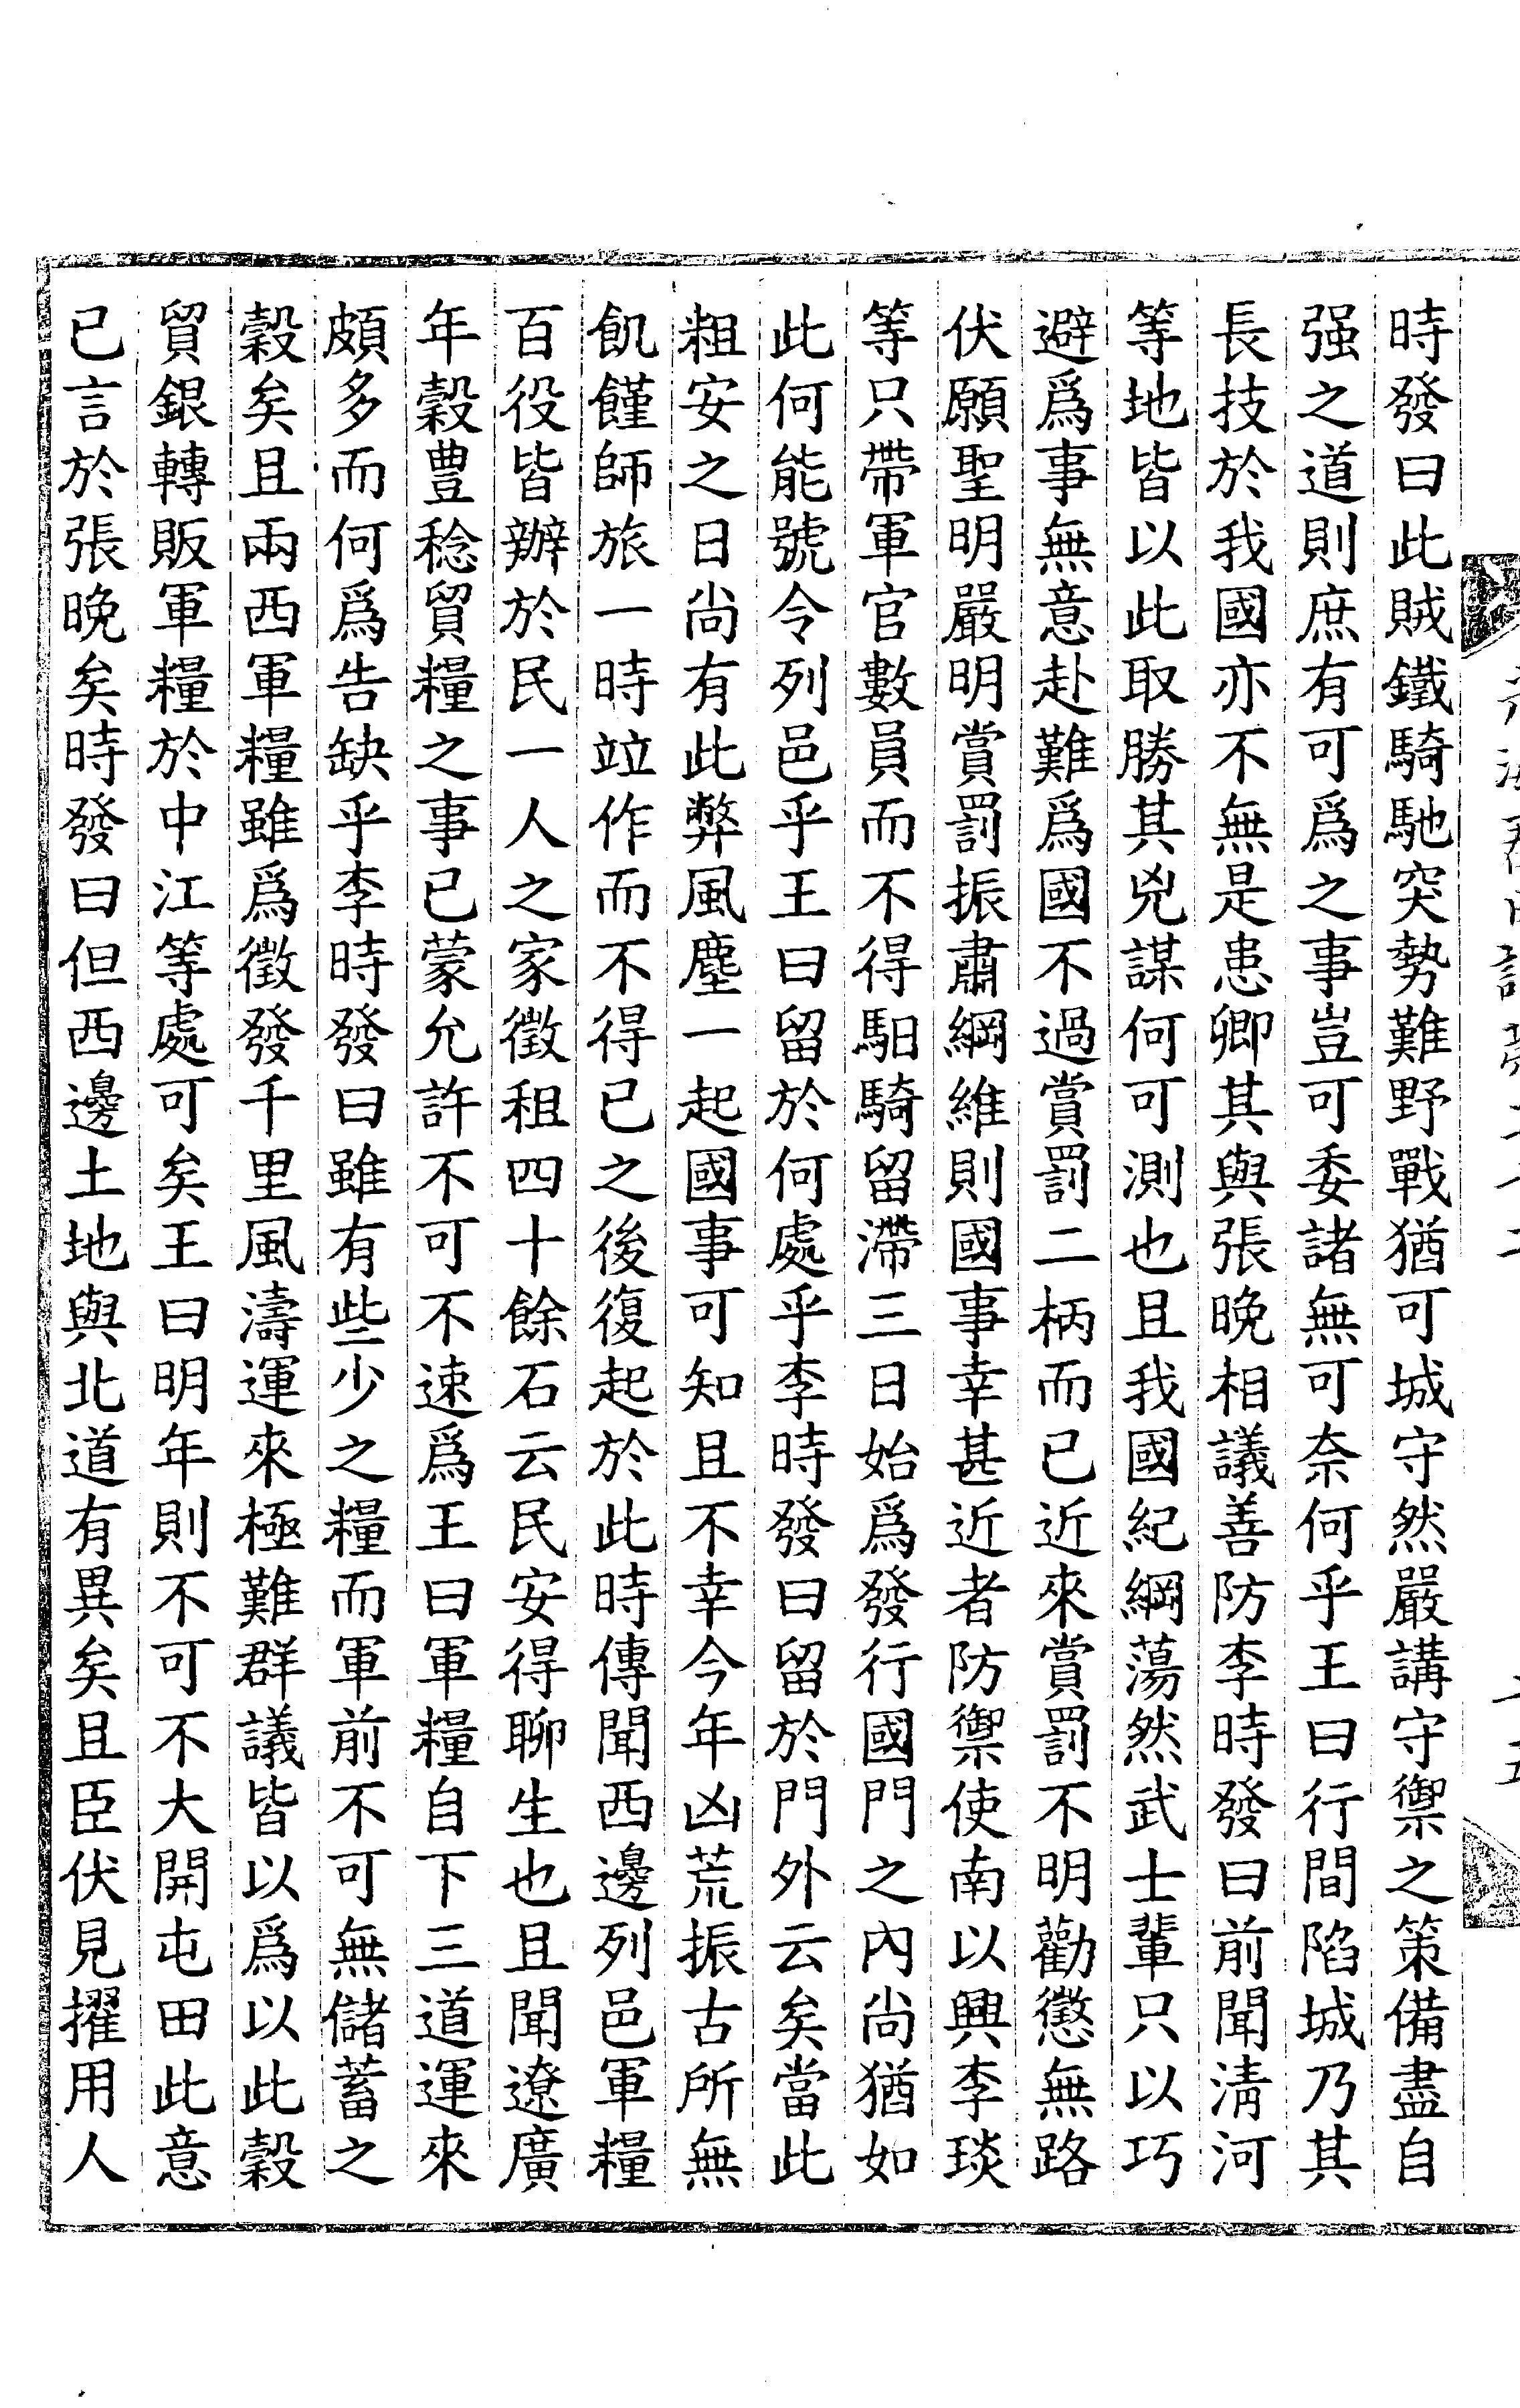 時發曰此賊鐵騎馳突勢難野戰猶可城守然嚴講守禦之策備盡自
强之道則庶有可爲之事豈可委諸無可奈何乎王曰行間陷城乃其
長技於我國亦不無是患卿其與張晚相議善防李時發曰前聞淸河
等地皆以此取勝其兇謀何可測也且我國紀綱蕩然武士輩只以巧
避爲事無意赴難爲國不過賞罰二柄而已近來賞罰不明勸懲無路
伏願聖明嚴明賞罰振肅綱維則國事幸甚近者防禦使南以興李琰
等只帶軍官數員而不得馹騎留滯三日始爲發行國門之內尙猶如
此何能號令列邑乎王曰留於何處乎李時發曰留於門外云矣當此
粗安之日尙有此弊風塵一起國事可知且不幸今年凶荒振古所無
飢饉師旅一時竝作而不得已之後復起於此時傳聞西邊列邑軍糧
百役皆辦於民一人之家徵租四十餘石云民安得聊生也且聞遼廣
年穀豊稔貿糧之事已蒙允許不可不速爲王曰軍糧自下三道運來
頗多而何爲告缺乎李時發曰雖有些少之糧而軍前不可無儲蓄之
穀矣且兩西軍糧雖爲徵發千里風濤運來極難群議皆以爲以此穀
貿銀轉販軍糧於中江等處可矣王曰明年則不可不大開屯田此意
已言於張晚矣時發曰但西邊土地與北道有異矣且臣伏見擢用人